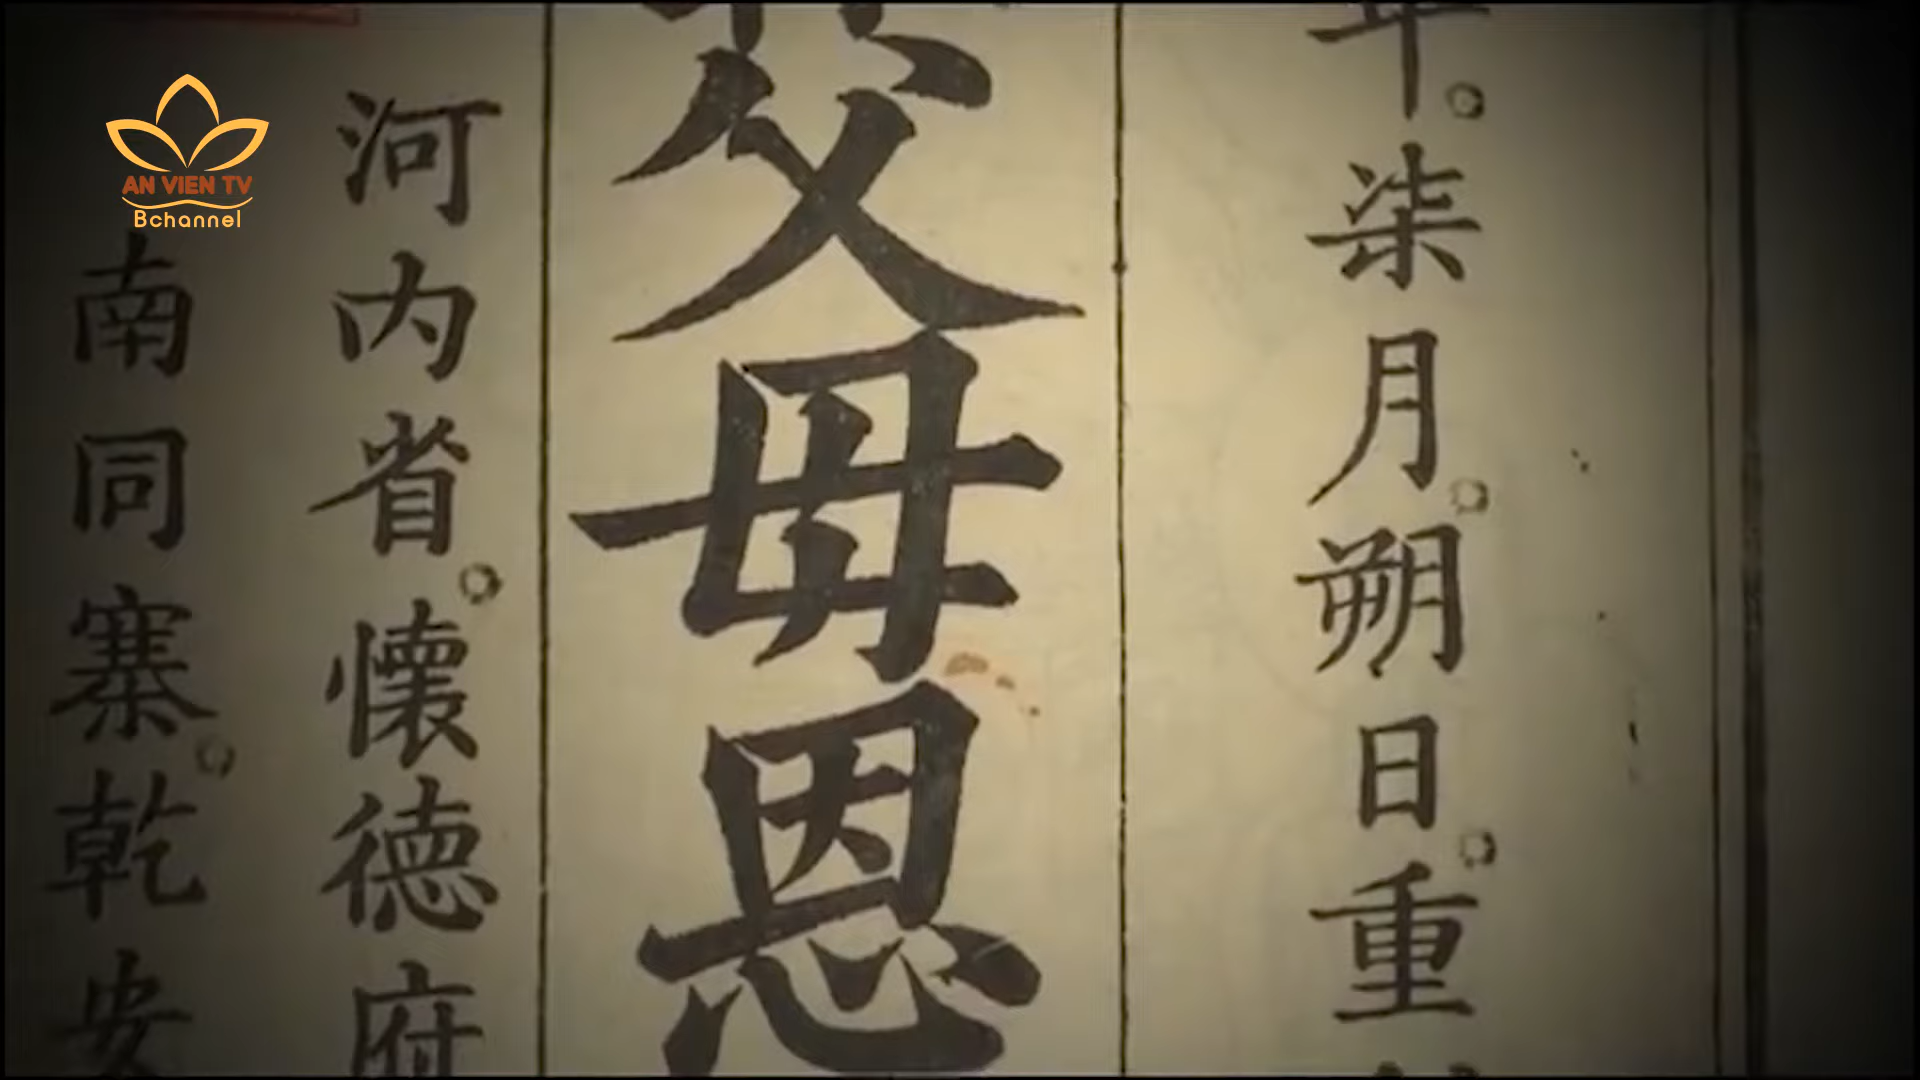 年。柒月。朔日。重
父母恩
河内省。懷德府
南同寨。乾安
AN VIEN TV
Bchannel